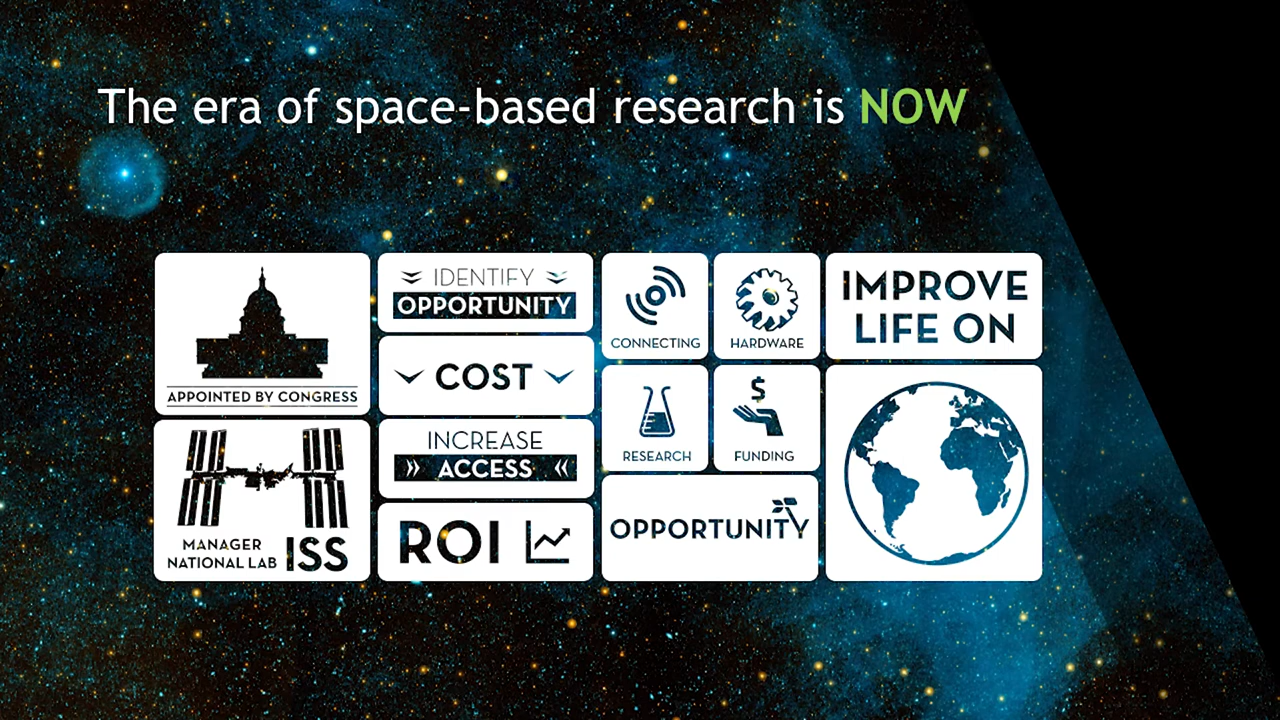 The era of space-based research is NOW
APPOINTED BY CONGRESS
MANAGER
NATIONAL LAB ISS
IDENTIFY
OPPORTUNITY
COST
INCREASE
ACCESS
ROI
CONNECTING
HARDWARE
RESEARCH
$
FUNDING
OPPORTUNITY
IMPROVE
LIFE ON